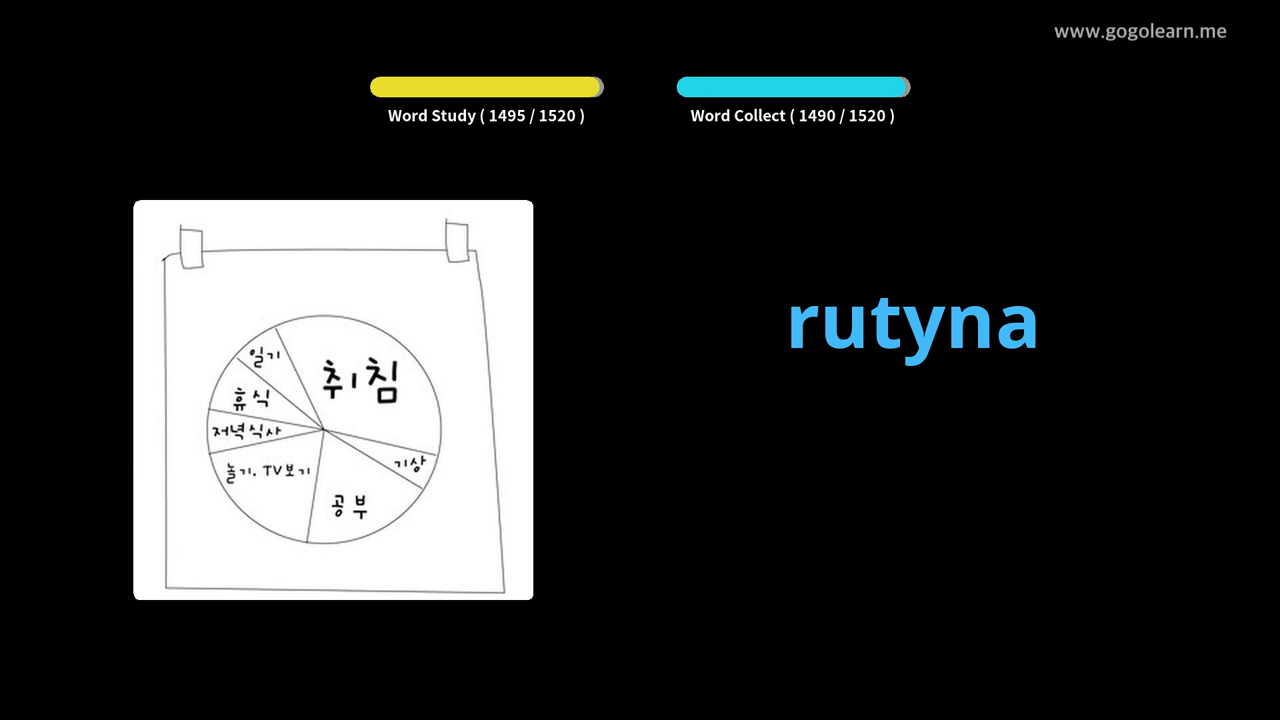 www.gogolearn.me
Word Study ( 1495 / 1520 )
Word Collect ( 1490 / 1520 )
rutyna
일기
취침
휴식
저녁식사
기상
놀기. TV보기
공부